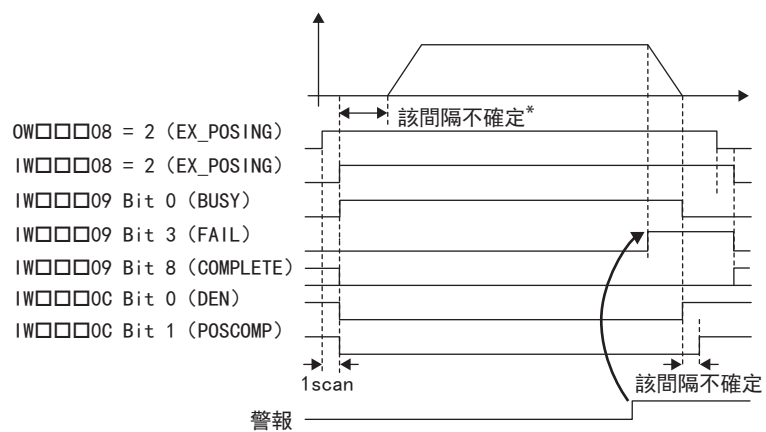 該間隔不確定*
OW□□□08 = 2 (EX_POSING)
IW□□□08 = 2 (EX_POSING)
IW□□□09 Bit 0 (BUSY)
IW□□□09 Bit 3 (FAIL)
IW□□□09 Bit 8 (COMPLETE)
IW□□□0C Bit 0 (DEN)
IW□□□0C Bit 1 (POSCOMP)
1scan
該間隔不確定
警報